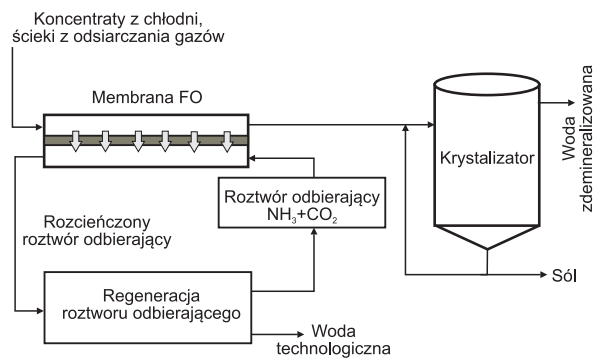 Koncentraty z chłodni,
ścieki z odsiarczania gazów
Membrana FO
Krystalizator
Woda
zdemineralizowana
Roztwór odbierający
NH₃+CO₂
Rozcieńczony
roztwór odbierający
Regeneracja
roztworu odbierającego
Sól
Woda
technologiczna